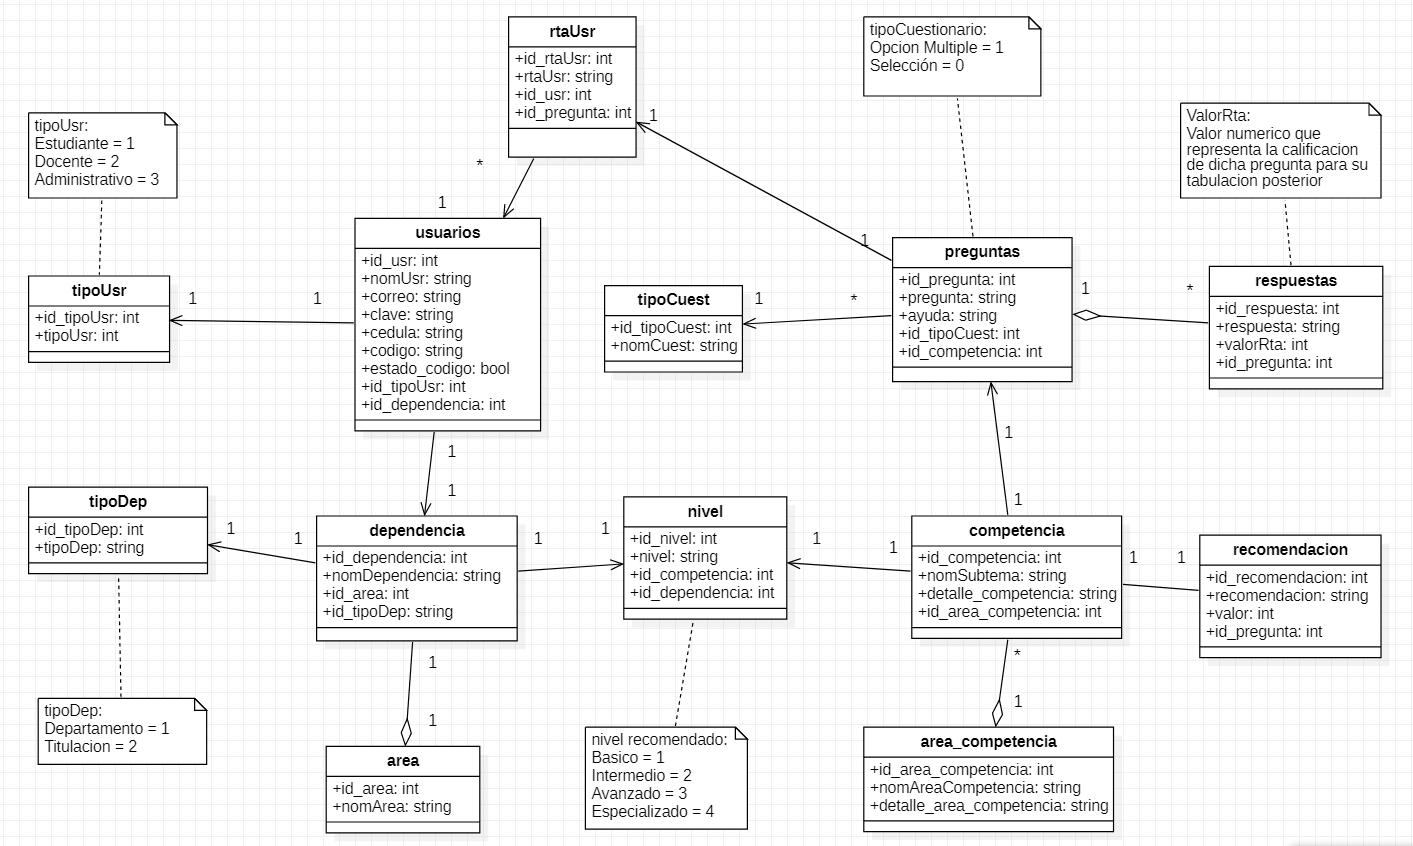 rtaUsr
+id_rtaUsr: int
+rtaUsr: string
+id_usr: int
+id_pregunta: int
tipoCuestionario:
Opcion Multiple = 1
Selección = 0
ValorRta:
Valor numerico que
representa la calificacion
de dicha pregunta para su
tabulacion posterior
tipoUsr:
Estudiante = 1
Docente = 2
Administrativo = 3
1
*
1
1
usuarios
+id_usr: int
+nomUsr: string
+correo: string
+clave: string
+cedula: string
+codigo: string
+estado_codigo: bool
+id_tipoUsr: int
+id_dependencia: int
tipoUsr
+id_tipoUsr: int
+tipoUsr: int
1
1
tipoCuest
+id_tipoCuest: int
+nomCuest: string
1
*
preguntas
+id_pregunta: int
+pregunta: string
+ayuda: string
+id_tipoCuest: int
+id_competencia: int
1
*
respuestas
+id_respuesta: int
+respuesta: string
+valorRta: int
+id_pregunta: int
1
1
1
1
tipoDep
+id_tipoDep: int
+tipoDep: string
1
1
dependencia
+id_dependencia: int
+nomDependencia: string
+id_area: int
+id_tipoDep: string
1
1
nivel
+id_nivel: int
+nivel: string
+id_competencia: int
+id_dependencia: int
1
1
competencia
+id_competencia: int
+nomSubtema: string
+detalle_competencia: string
+id_area_competencia: int
1
1
recomendacion
+id_recomendacion: int
+recomendacion: string
+valor: int
+id_pregunta: int
1
1
*
1
tipoDep:
Departamento = 1
Titulacion = 2
area
+id_area: int
+nomArea: string
nivel recomendado:
Basico = 1
Intermedio = 2
Avanzado = 3
Especializado = 4
area_competencia
+id_area_competencia: int
+nomAreaCompetencia: string
+detalle_area_competencia: string